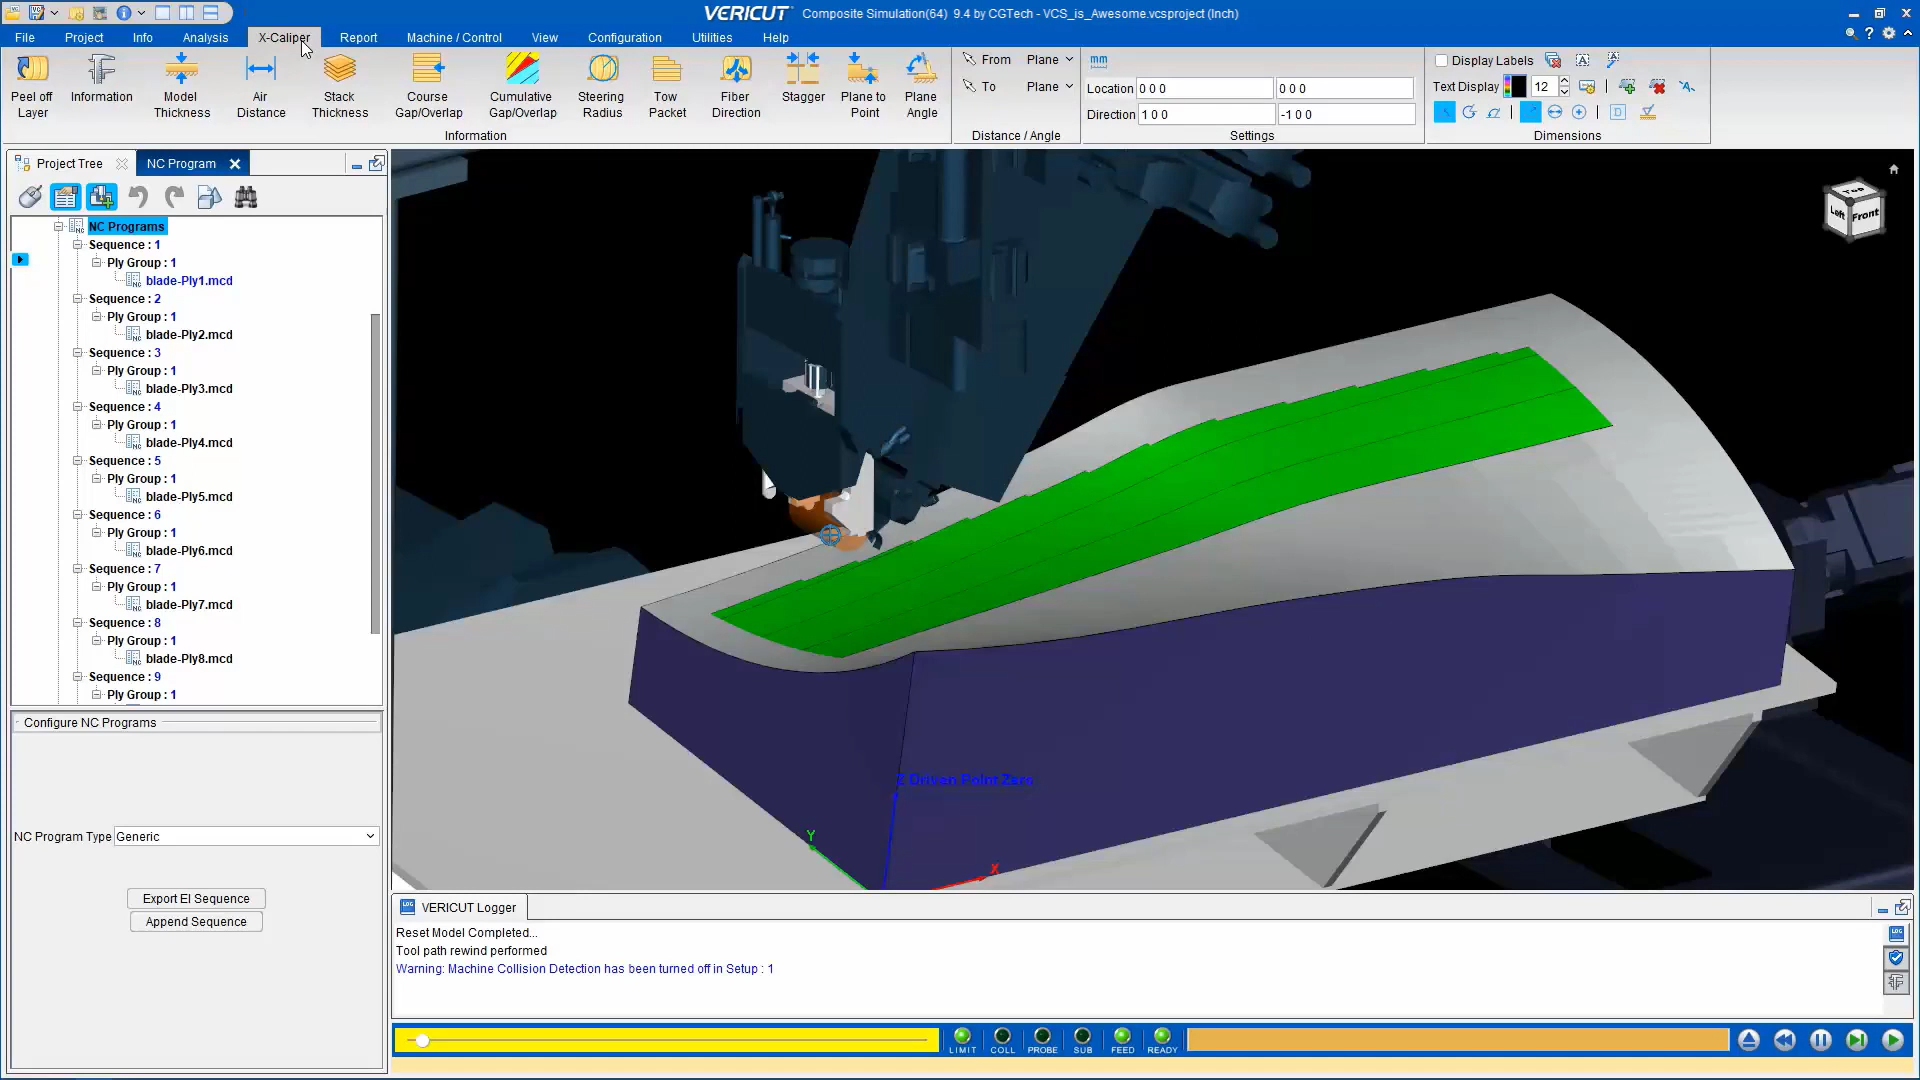 VERICUT Composite Simulation(64) 9.4 by CGTech - VCS_is_Awesome.vcsproject (Inch)
File Project Info Analysis X-Caliper Report Machine / Control View Configuration Utilities Help
Peel off Layer
Information
Model Thickness
Air Distance
Stack Thickness
Course Gap/Overlap
Cumulative Gap/Overlap
Steering Radius
Tow Packet
Fiber Direction
Stagger
Plane to Point
Plane Angle
Information
From Plane
To Plane
Distance / Angle
mm
Location 0 0 0 0 0 0
Direction 1 0 0 -1 0 0
Settings
Display Labels
Text Display 12
Dimensions
Project Tree
NC Program
NC Programs
Sequence : 1
Ply Group : 1
blade-Ply1.mcd
Sequence : 2
Ply Group : 1
blade-Ply2.mcd
Sequence : 3
Ply Group : 1
blade-Ply3.mcd
Sequence : 4
Ply Group : 1
blade-Ply4.mcd
Sequence : 5
Ply Group : 1
blade-Ply5.mcd
Sequence : 6
Ply Group : 1
blade-Ply6.mcd
Sequence : 7
Ply Group : 1
blade-Ply7.mcd
Sequence : 8
Ply Group : 1
blade-Ply8.mcd
Sequence : 9
Ply Group : 1
Configure NC Programs
NC Program Type Generic
Export EI Sequence
Append Sequence
Top
Left Front
Z Driven Point Zero
Y
X
VERICUT Logger
Reset Model Completed...
Tool path rewind performed
Warning: Machine Collision Detection has been turned off in Setup : 1
LIMIT COLL PROBE SUB FEED READY